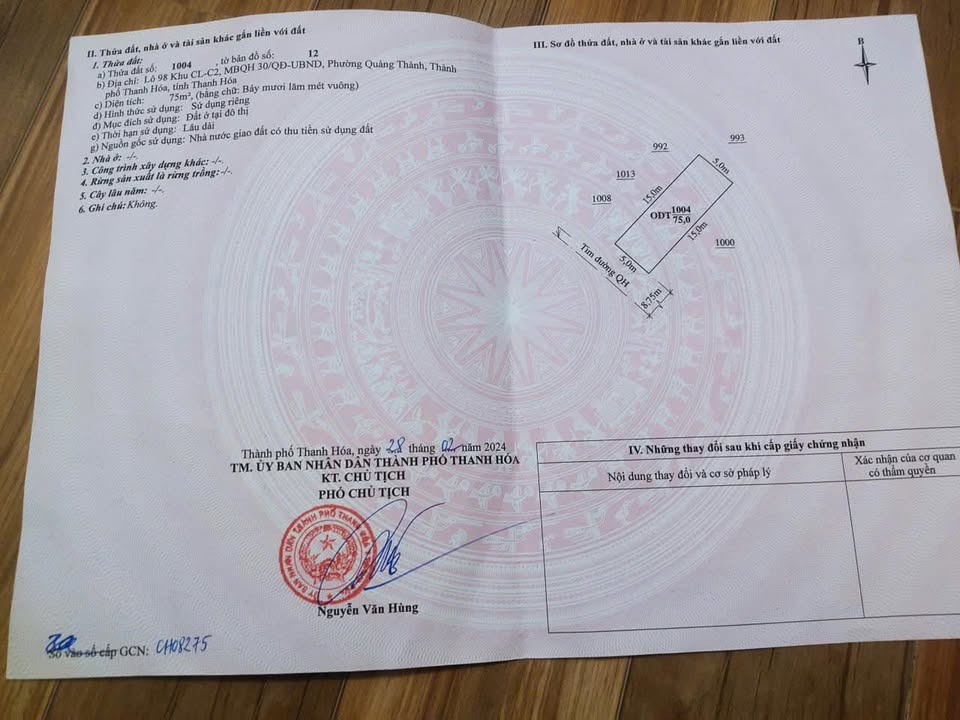 II. Thửa đất, nhà ở và tài sản khác gắn liền với đất
1. Thửa đất:
a) Thửa đất số: 1004 , tờ bản đồ số: 12
b) Địa chỉ: Lô 98 Khu CL-C2, MBQH 30/QĐ-UBND, Phường Quảng Thành, Thành
phố Thanh Hóa, tỉnh Thanh Hóa
c) Diện tích: 75m², (bằng chữ: Bảy mươi lăm mét vuông)
d) Hình thức sử dụng: Sử dụng riêng
đ) Mục đích sử dụng: Đất ở tại đô thị
e) Thời hạn sử dụng: Lâu dài
g) Nguồn gốc sử dụng: Nhà nước giao đất có thu tiền sử dụng đất
2. Nhà ở: -/-.
3. Công trình xây dựng khác: -/-.
4. Rừng sản xuất là rừng trồng: -/-.
5. Cây lâu năm: -/-.
6. Ghi chú: Không.
Thành phố Thanh Hóa, ngày 28 tháng 02 năm 2024
TM. ỦY BAN NHÂN DÂN THÀNH PHỐ THANH HÓA
KT. CHỦ TỊCH
PHÓ CHỦ TỊCH
Nguyễn Văn Hùng
Số vào sổ cấp GCN: CH08275
III. Sơ đồ thửa đất, nhà ở và tài sản khác gắn liền với đất
B
993
992
5,0m
1013
15,0m
1008
ODT 1004
75,0
15,0m
1000
5,0m
Tim đường QH
8,75m
IV. Những thay đổi sau khi cấp giấy chứng nhận
Nội dung thay đổi và cơ sở pháp lý
Xác nhận của cơ quan
có thẩm quyền